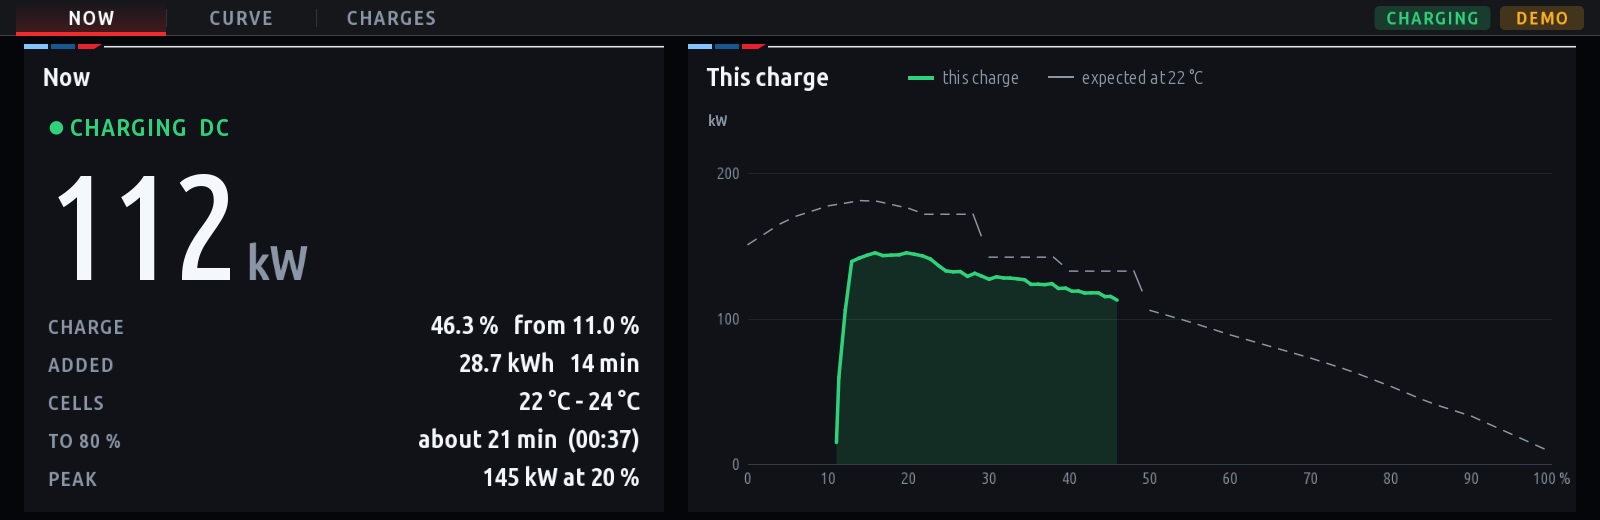 NOW CURVE CHARGES CHARGING DEMO
Now
CHARGING DC
112 kW
CHARGE 46.3 % from 11.0 %
ADDED 28.7 kWh 14 min
CELLS 22 °C - 24 °C
TO 80 % about 21 min (00:37)
PEAK 145 kW at 20 %
This charge this charge expected at 22 °C
kW
200
100
0
0 10 20 30 40 50 60 70 80 90 100 %